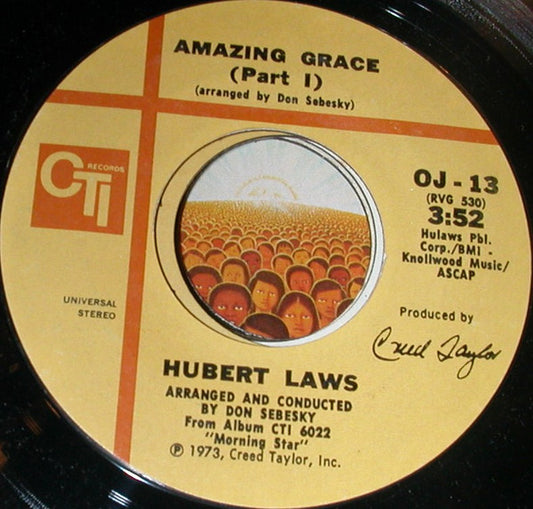 AMAZING GRACE
(Part I)
(arranged by Don Sebesky)
CTI
RECORDS
OJ - 13
(RVG 530)
3:52
Hulaws Pbl.
Corp./BMI -
Knollwood Music/
ASCAP
UNIVERSAL
STEREO
Produced by
Creed Taylor
HUBERT LAWS
ARRANGED AND CONDUCTED
BY DON SEBESKY
From Album CTI 6022
"Morning Star"
℗ 1973, Creed Taylor, Inc.